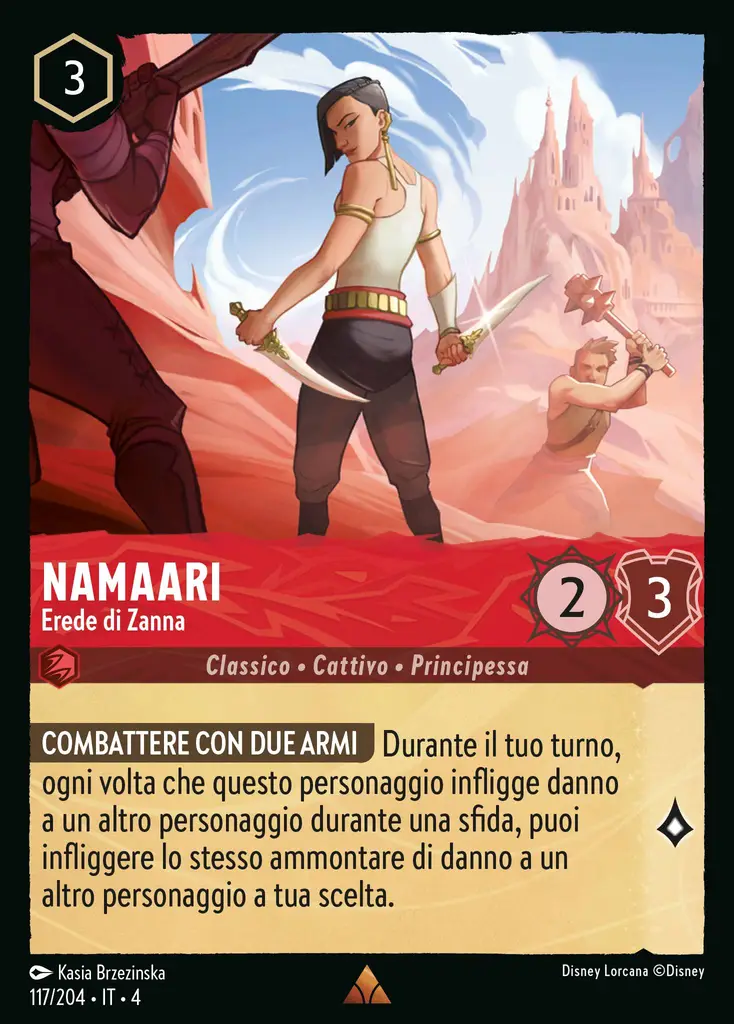 3
NAMAARI
Erede di Zanna
2
3
Classico • Cattivo • Principessa
COMBATTERE CON DUE ARMI Durante il tuo turno,
ogni volta che questo personaggio infligge danno
a un altro personaggio durante una sfida, puoi
infliggere lo stesso ammontare di danno a un
altro personaggio a tua scelta.
Kasia Brzezinska
Disney Lorcana ©Disney
117/204 • IT • 4